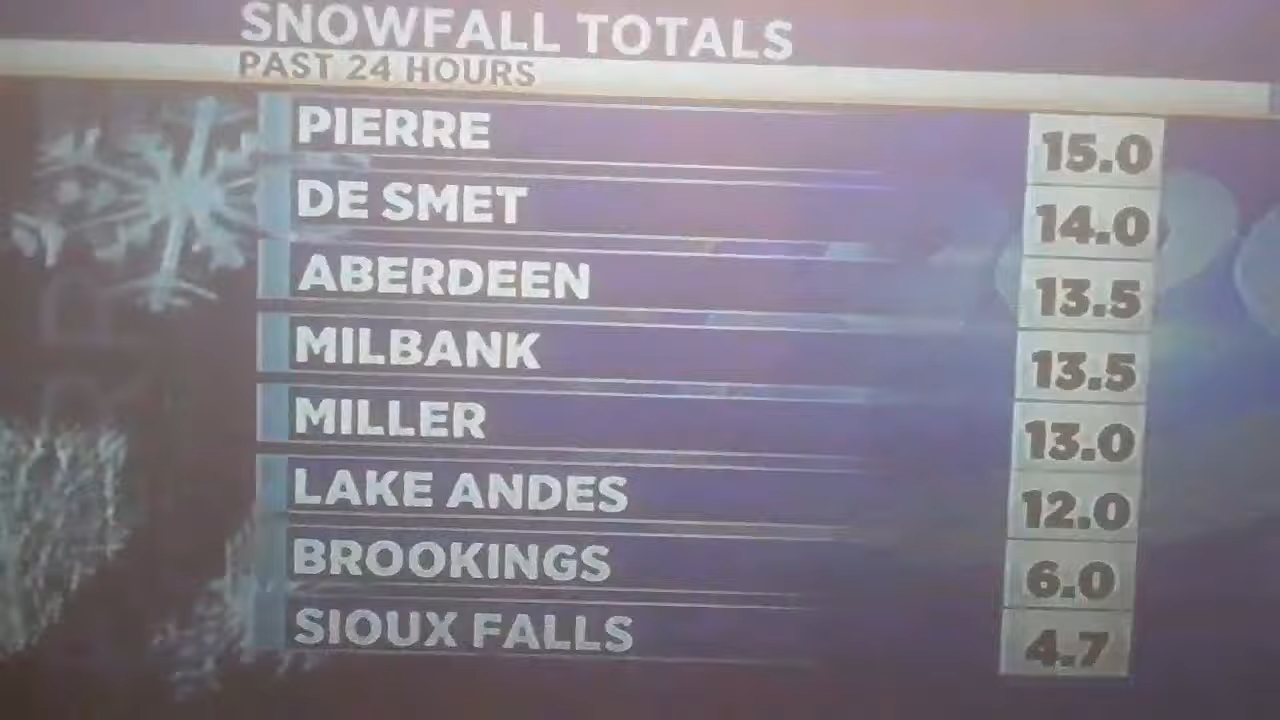 SNOWFALL TOTALS
PAST 24 HOURS
PIERRE 15.0
DE SMET 14.0
ABERDEEN 13.5
MILBANK 13.5
MILLER 13.0
LAKE ANDES 12.0
BROOKINGS 6.0
SIOUX FALLS 4.7